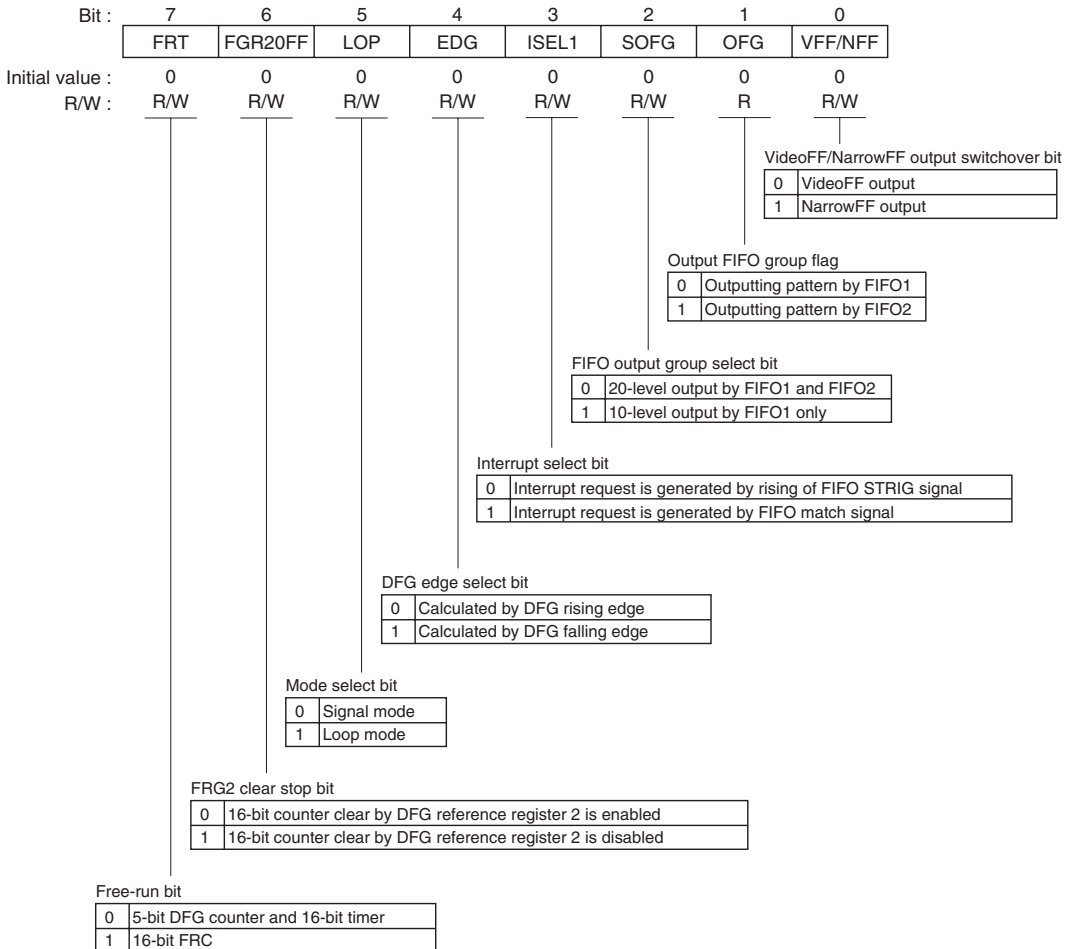 Bit : 7 6 5 4 3 2 1 0
FRT FGR20FF LOP EDG ISEL1 SOFG OFG VFF/NFF
Initial value : 0 0 0 0 0 0 0 0
R/W : R/W R/W R/W R/W R/W R/W R R/W
VideoFF/NarrowFF output switchover bit
0 VideoFF output
1 NarrowFF output
Output FIFO group flag
0 Outputting pattern by FIFO1
1 Outputting pattern by FIFO2
FIFO output group select bit
0 20-level output by FIFO1 and FIFO2
1 10-level output by FIFO1 only
Interrupt select bit
0 Interrupt request is generated by rising of FIFO STRIG signal
1 Interrupt request is generated by FIFO match signal
DFG edge select bit
0 Calculated by DFG rising edge
1 Calculated by DFG falling edge
Mode select bit
0 Signal mode
1 Loop mode
FRG2 clear stop bit
0 16-bit counter clear by DFG reference register 2 is enabled
1 16-bit counter clear by DFG reference register 2 is disabled
Free-run bit
0 5-bit DFG counter and 16-bit timer
1 16-bit FRC